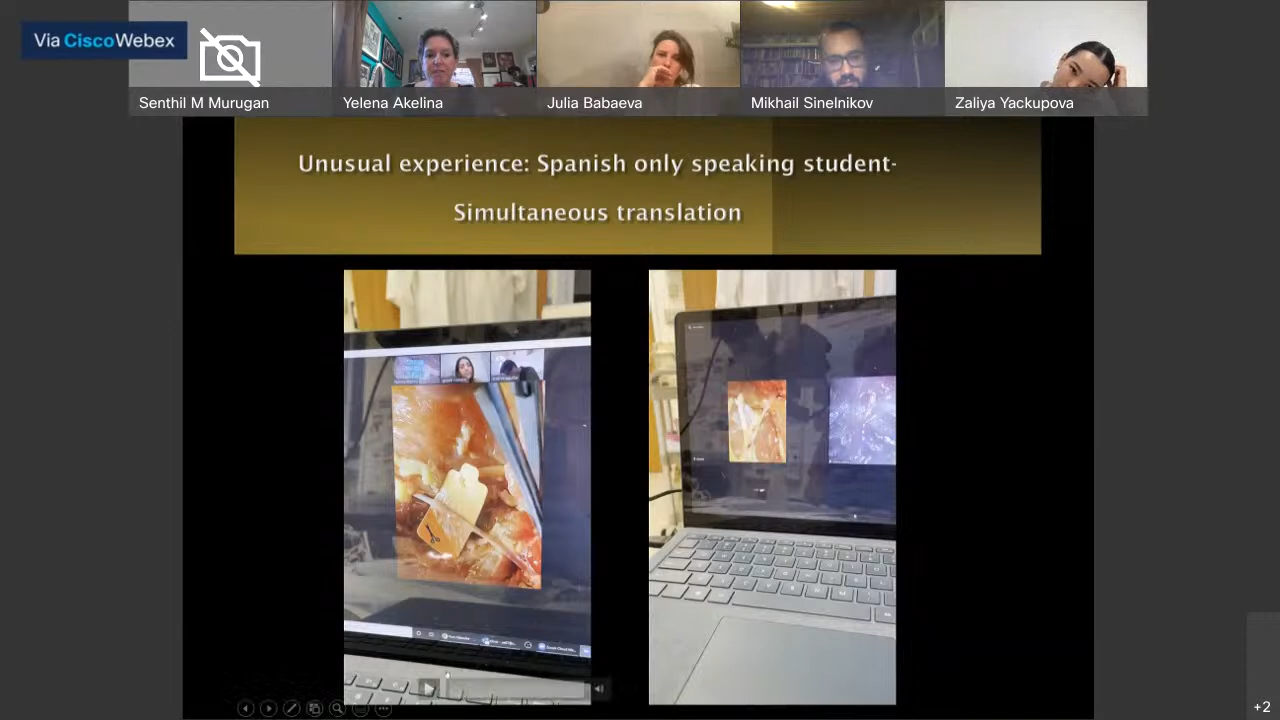 Via CiscoWebex
Senthil M Murugan
Yelena Akelina
Julia Babaeva
Mikhail Sinelnikov
Zaliya Yackupova
Unusual experience: Spanish only speaking student-
Simultaneous translation
+2